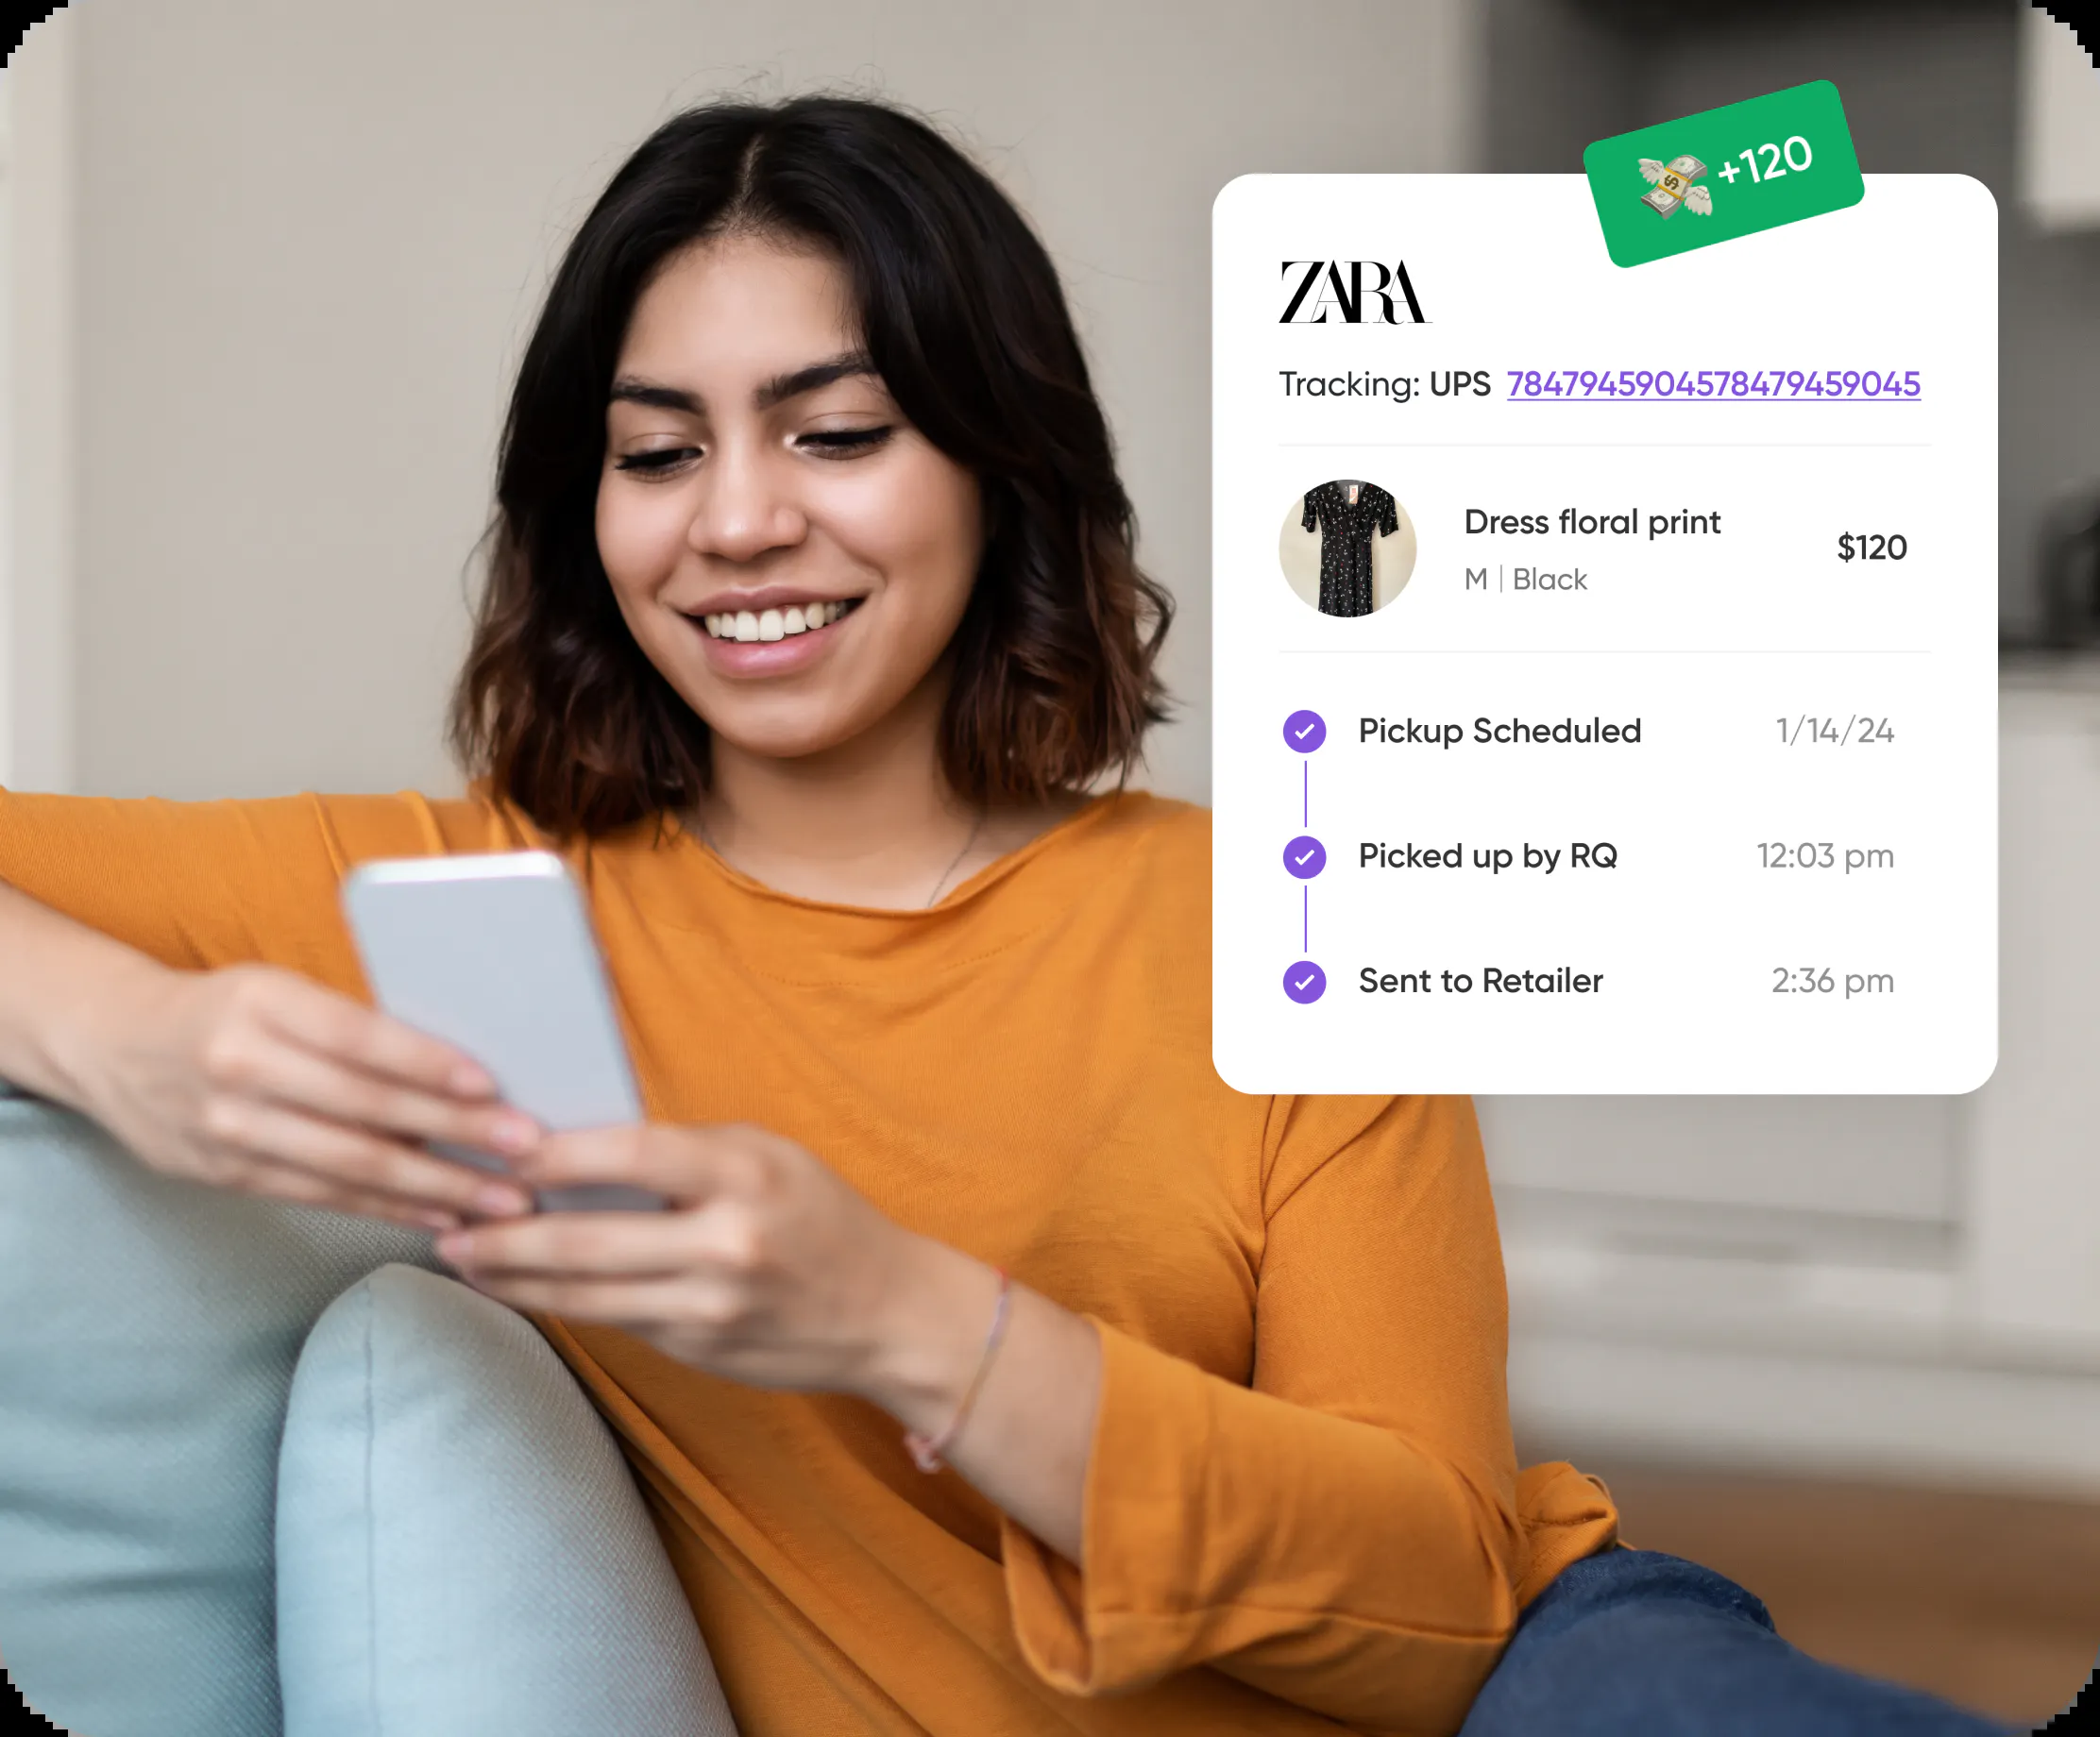 +120
ZARA
Tracking: UPS 7847945904578479459045
Dress floral print
M | Black
$120
Pickup Scheduled 1/14/24
Picked up by RQ 12:03 pm
Sent to Retailer 2:36 pm